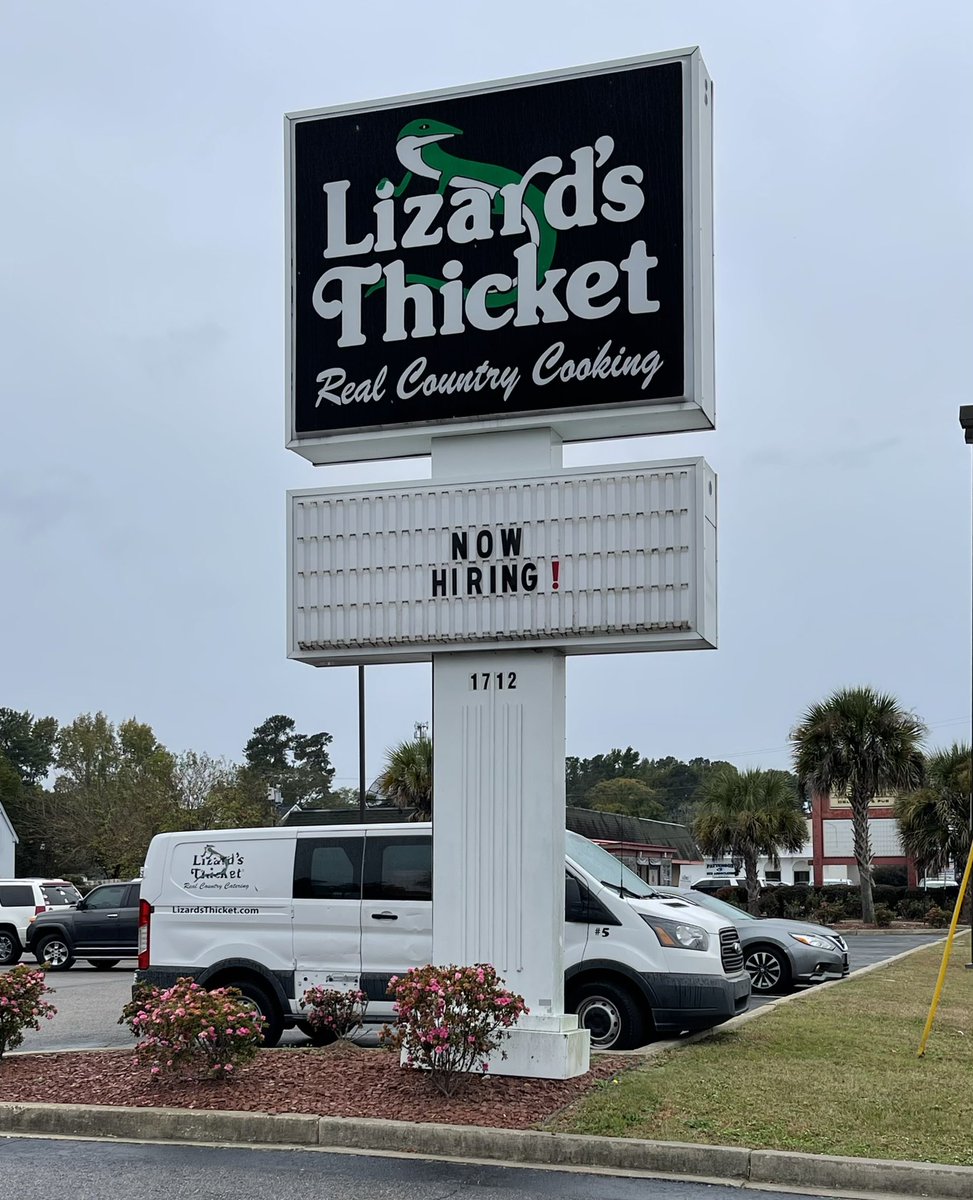 Lizard's
Thicket
Real Country Cooking
NOW
HIRING!
1712
Lizard's
Thicket
Real Country Catering
LizardsThicket.com
#5